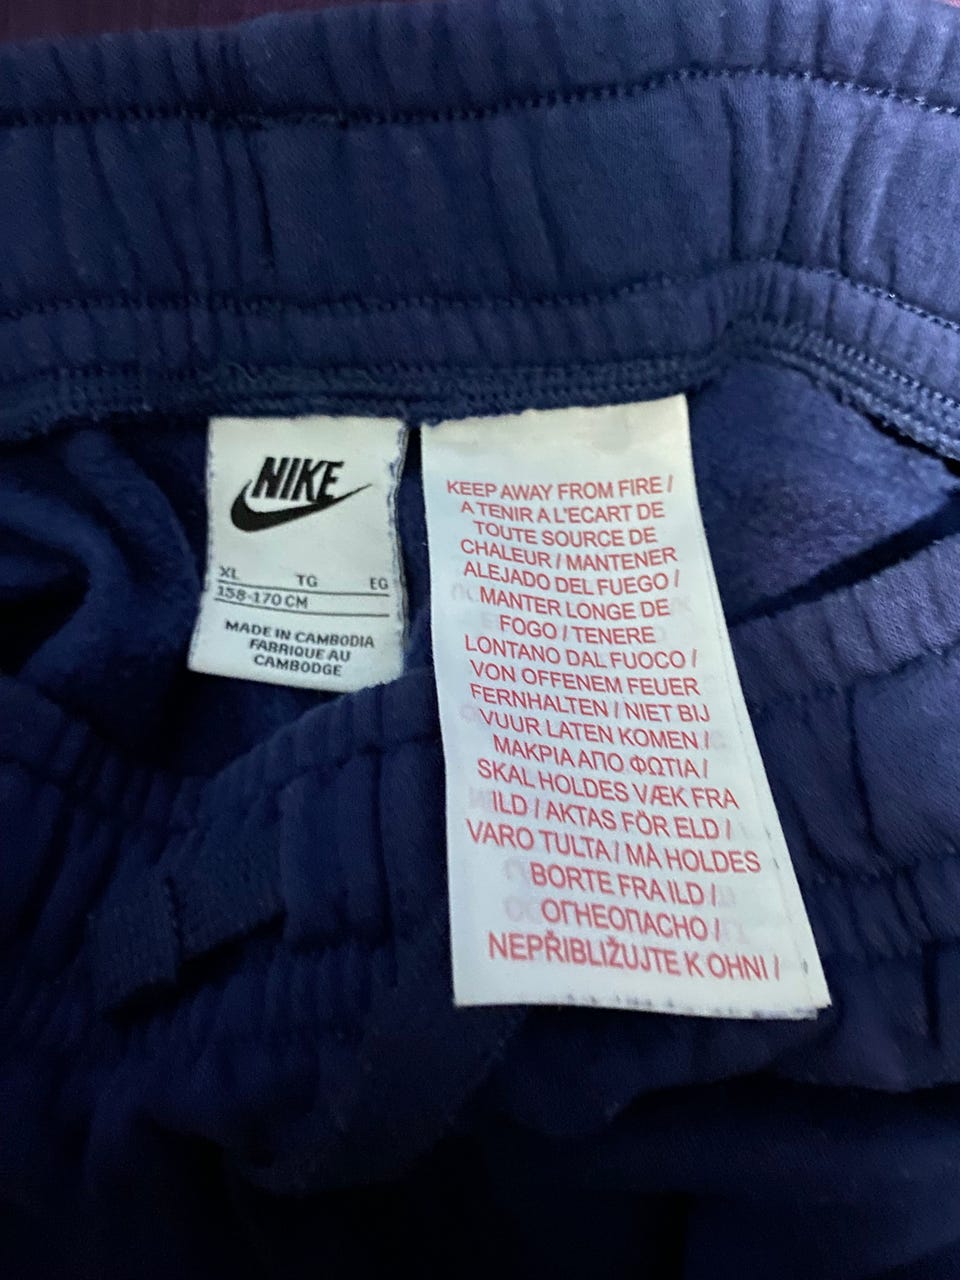 NIKE
XL TG EG
158-170 CM
MADE IN CAMBODIA
FABRIQUE AU
CAMBODGE
KEEP AWAY FROM FIRE /
A TENIR A L'ECART DE
TOUTE SOURCE DE
CHALEUR / MANTENER
ALEJADO DEL FUEGO /
MANTER LONGE DE
FOGO / TENERE
LONTANO DAL FUOCO /
VON OFFENEM FEUER
FERNHALTEN / NIET BIJ
VUUR LATEN KOMEN /
ΜΑΚΡΙΑ ΑΠΟ ΦΩΤΙΑ /
SKAL HOLDES VÆK FRA
ILD / AKTAS FÖR ELD /
VARO TULTA / MÅ HOLDES
BORTE FRA ILD /
ОГНЕОПАСНО /
NEPŘIBLIŽUJTE K OHNI /